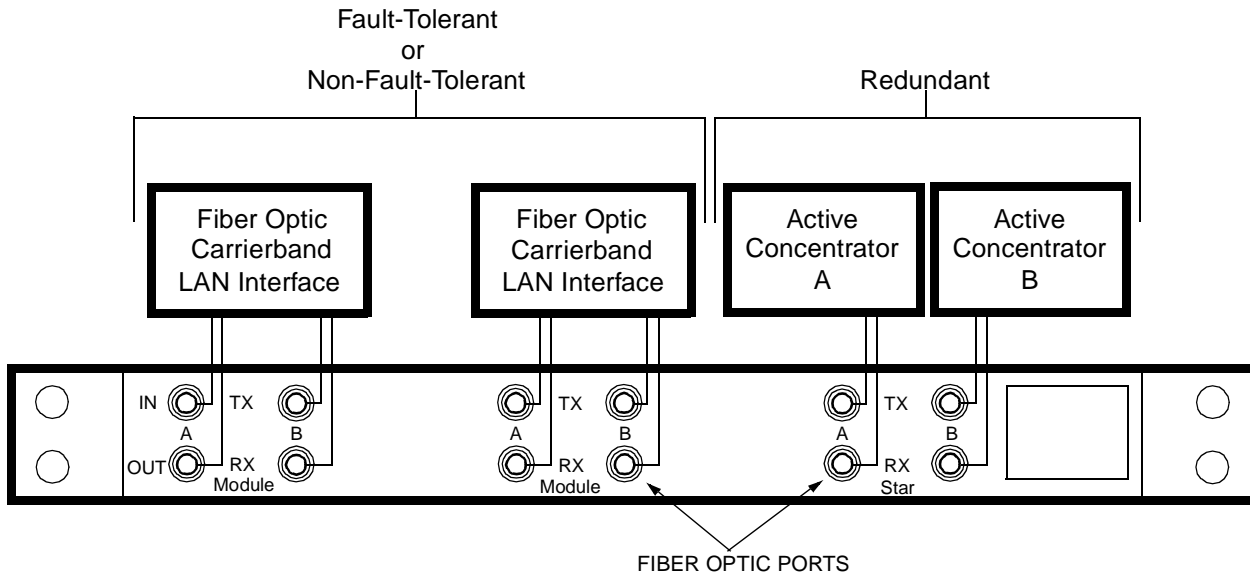 Fault-Tolerant
or
Non-Fault-Tolerant
Redundant
Fiber Optic
Carrierband
LAN Interface
Fiber Optic
Carrierband
LAN Interface
Active
Concentrator
A
Active
Concentrator
B
IN TX TX TX
A B A B A B
OUT RX RX RX
Module Module Star
FIBER OPTIC PORTS